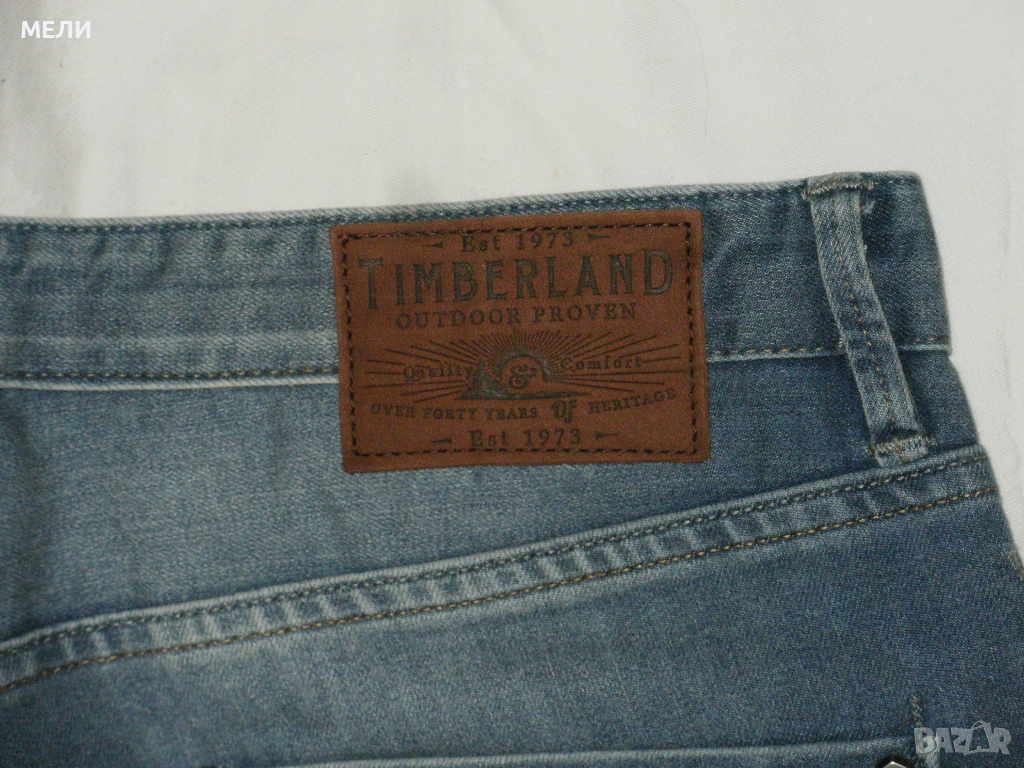 МЕЛИ
Est 1973
TIMBERLAND
OUTDOOR PROVEN
Quality & Comfort
OVER FORTY YEARS Of HERITAGE
Est 1973
BAZAR